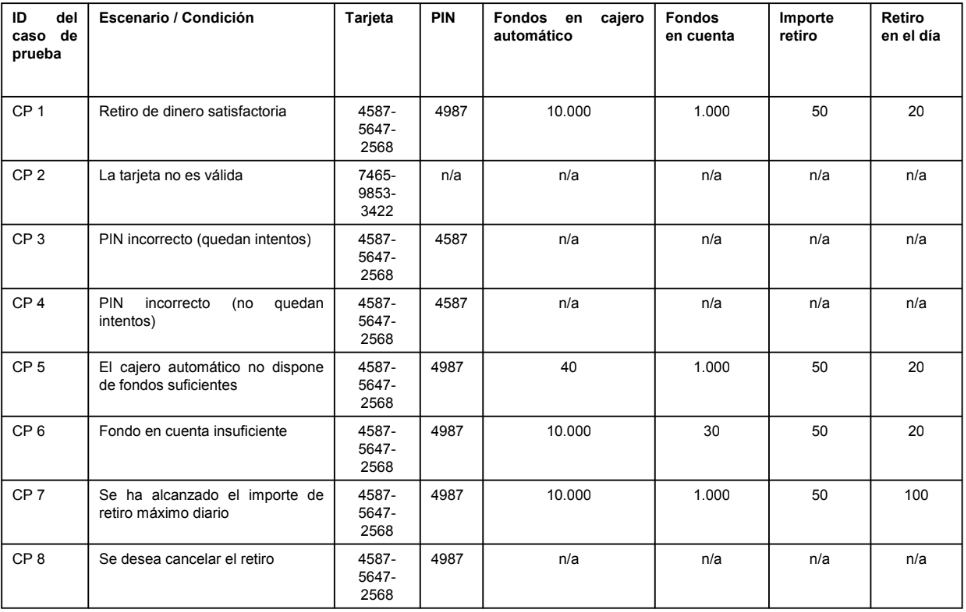 ID del caso de prueba | Escenario / Condición | Tarjeta | PIN | Fondos en cajero automático | Fondos en cuenta | Importe retiro | Retiro en el día
CP 1 | Retiro de dinero satisfactoria | 4587-5647-2568 | 4987 | 10.000 | 1.000 | 50 | 20
CP 2 | La tarjeta no es válida | 7465-9853-3422 | n/a | n/a | n/a | n/a | n/a
CP 3 | PIN incorrecto (quedan intentos) | 4587-5647-2568 | 4587 | n/a | n/a | n/a | n/a
CP 4 | PIN incorrecto (no quedan intentos) | 4587-5647-2568 | 4587 | n/a | n/a | n/a | n/a
CP 5 | El cajero automático no dispone de fondos suficientes | 4587-5647-2568 | 4987 | 40 | 1.000 | 50 | 20
CP 6 | Fondo en cuenta insuficiente | 4587-5647-2568 | 4987 | 10.000 | 30 | 50 | 20
CP 7 | Se ha alcanzado el importe de retiro máximo diario | 4587-5647-2568 | 4987 | 10.000 | 1.000 | 50 | 100
CP 8 | Se desea cancelar el retiro | 4587-5647-2568 | 4987 | n/a | n/a | n/a | n/a